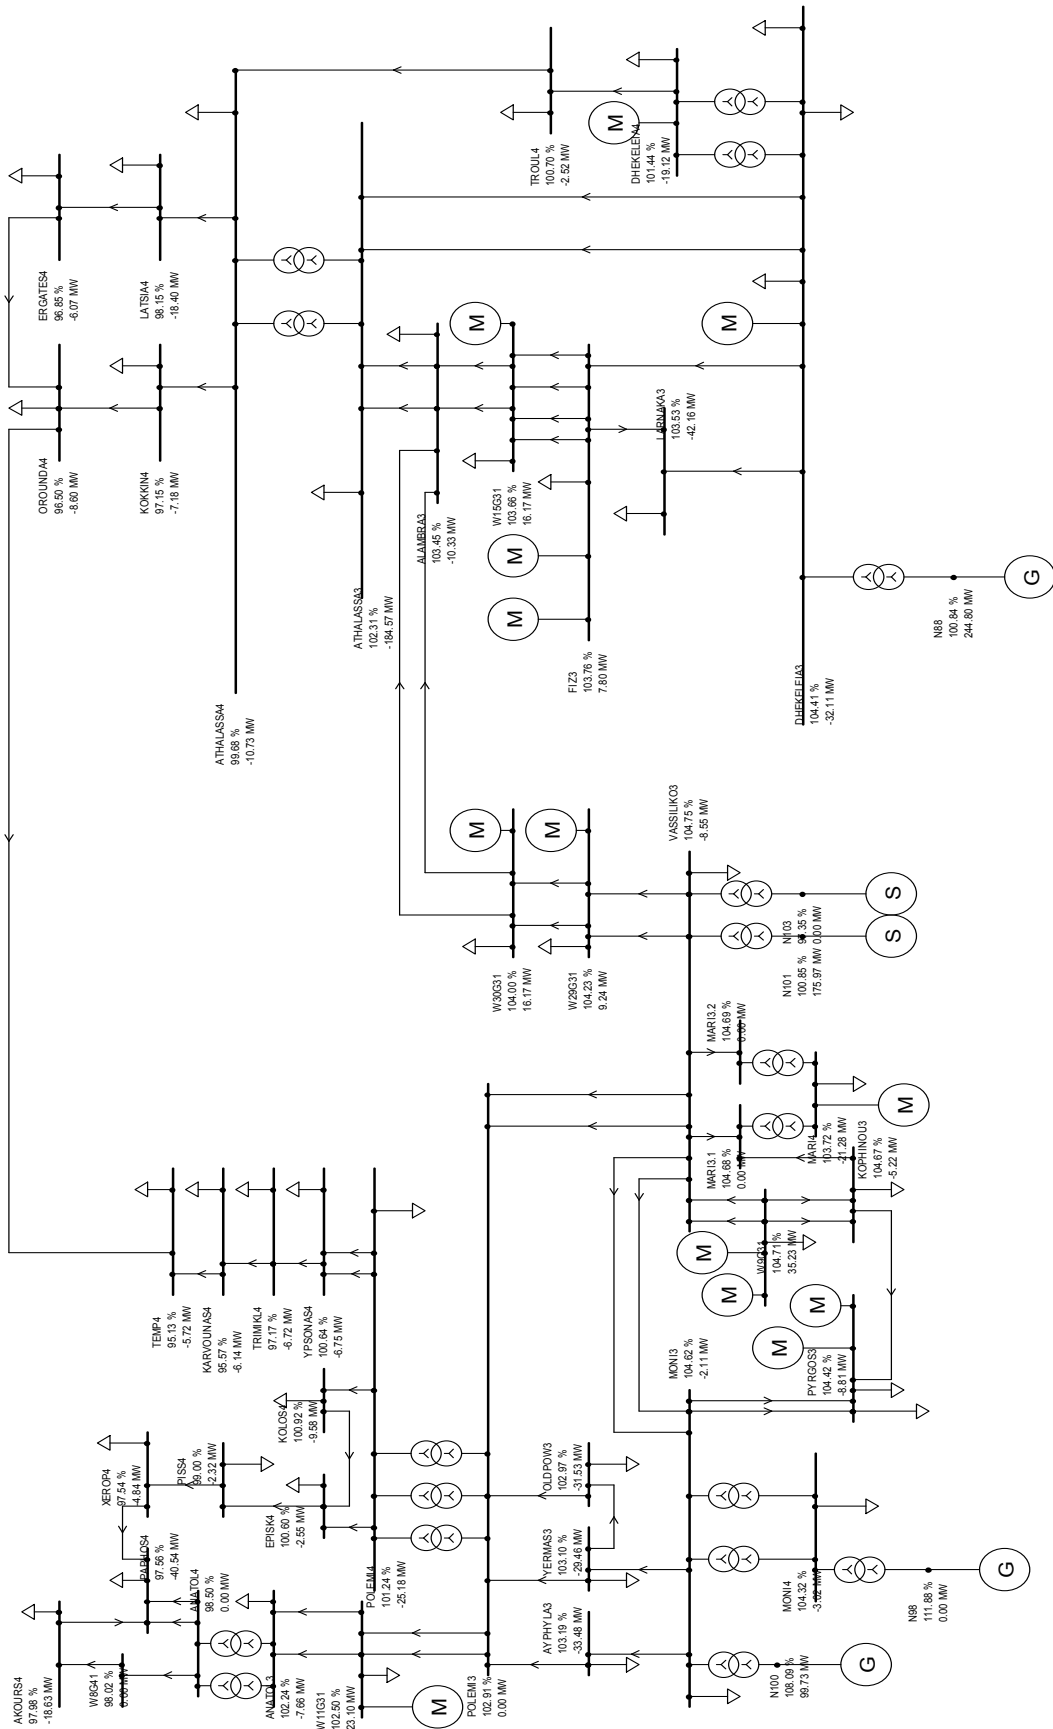 AKOURS4
97.98 %
-18.63 MW
W8G41
98.02 %
0.00 MW
PAPHOS4
97.56 %
-40.54 MW
XEROP4
97.54 %
-4.84 MW
PISS4
99.00 %
-2.32 MW
ANATOL4
98.50 %
0.00 MW
ANATOL3
102.24 %
-7.66 MW
EPISK4
100.60 %
-2.55 MW
KOLOS4
100.92 %
-9.58 MW
TEMP4
95.13 %
-5.72 MW
KARVOUNAS4
95.57 %
-6.14 MW
TRIMIKL4
97.17 %
-6.72 MW
YPSONAS4
100.64 %
-6.75 MW
W11G31
102.50 %
23.10 MW
M
POLEMI4
101.24 %
-25.18 MW
POLEMI3
102.91 %
0.00 MW
AYPHYLA3
103.19 %
-33.48 MW
YERMAS3
103.10 %
-29.46 MW
OLDPOW3
102.97 %
-31.53 MW
MONI3
104.62 %
-2.11 MW
N100
108.09 %
99.73 MW
G
MONI4
104.32 %
N98
111.88 %
0.00 MW
G
PYRGOS3
104.42 %
-8.81 MW
M
M
W9G31
104.71 %
35.23 MW
M
M
KOPHINOU3
104.67 %
-5.22 MW
MARI3.1
104.68 %
0.00 MW
MARI3.2
104.69 %
0.00 MW
MARI4
103.72 %
-21.28 MW
M
VASSILIKO3
104.75 %
-8.55 MW
N101
100.85 %
175.97 MW
S
N103
0.00 MW
S
W30G31
104.00 %
16.17 MW
M
W29G31
104.23 %
9.24 MW
M
OROUNDA4
96.50 %
-8.60 MW
ERGATES4
96.85 %
-6.07 MW
KOKKIN4
97.15 %
-7.18 MW
LATSIA4
98.15 %
-18.40 MW
ATHALASSA4
99.68 %
-10.73 MW
ATHALASSA3
102.31 %
-184.57 MW
ALAMBRA3
103.45 %
-10.33 MW
W15G31
103.66 %
16.17 MW
M
FIZ3
103.76 %
7.80 MW
M
M
LARNAKA3
103.53 %
-42.16 MW
TROUL4
100.70 %
-2.52 MW
DHEKELEIA4
101.44 %
-19.12 MW
M
DHEKELEIA3
104.41 %
-32.11 MW
M
N88
100.84 %
244.80 MW
G